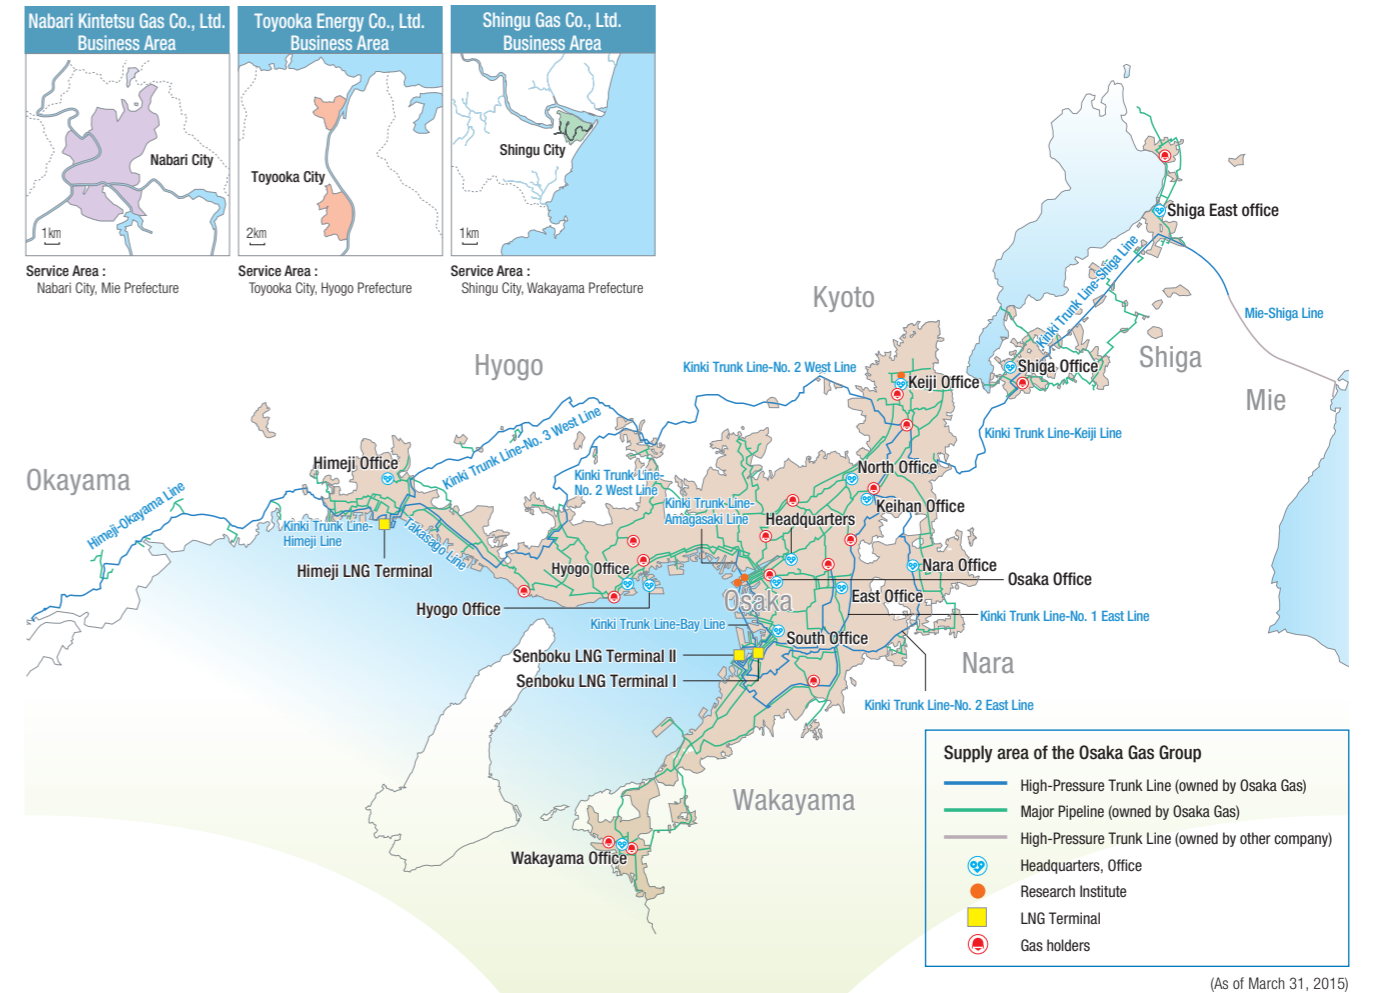 Nabari Kintetsu Gas Co., Ltd.
Business Area
Nabari City
1km
Service Area :
Nabari City, Mie Prefecture
Toyooka Energy Co., Ltd.
Business Area
Toyooka City
2km
Service Area :
Toyooka City, Hyogo Prefecture
Shingu Gas Co., Ltd.
Business Area
Shingu City
1km
Service Area :
Shingu City, Wakayama Prefecture
Shiga East office
Kinki Trunk Line-Shiga Line
Kyoto
Mie-Shiga Line
Shiga
Hyogo
Kinki Trunk Line-No. 2 West Line
Shiga Office
Keiji Office
Mie
Kinki Trunk Line-No. 3 West Line
Kinki Trunk Line-Keiji Line
Himeji Office
North Office
Okayama
Kinki Trunk Line-
No. 2 West Line
Himeji-Okayama Line
Kinki Trunk Line-
Amagasaki Line
Keihan Office
Headquarters
Kinki Trunk Line-
Himeji Line
Takasago Line
Himeji LNG Terminal
Hyogo Office
Nara Office
Osaka Office
Osaka
East Office
Hyogo Office
Kinki Trunk Line-No. 1 East Line
Kinki Trunk Line-Bay Line
South Office
Senboku LNG Terminal II
Nara
Senboku LNG Terminal I
Kinki Trunk Line-No. 2 East Line
Wakayama
Wakayama Office
Supply area of the Osaka Gas Group
High-Pressure Trunk Line (owned by Osaka Gas)
Major Pipeline (owned by Osaka Gas)
High-Pressure Trunk Line (owned by other company)
Headquarters, Office
Research Institute
LNG Terminal
Gas holders
(As of March 31, 2015)